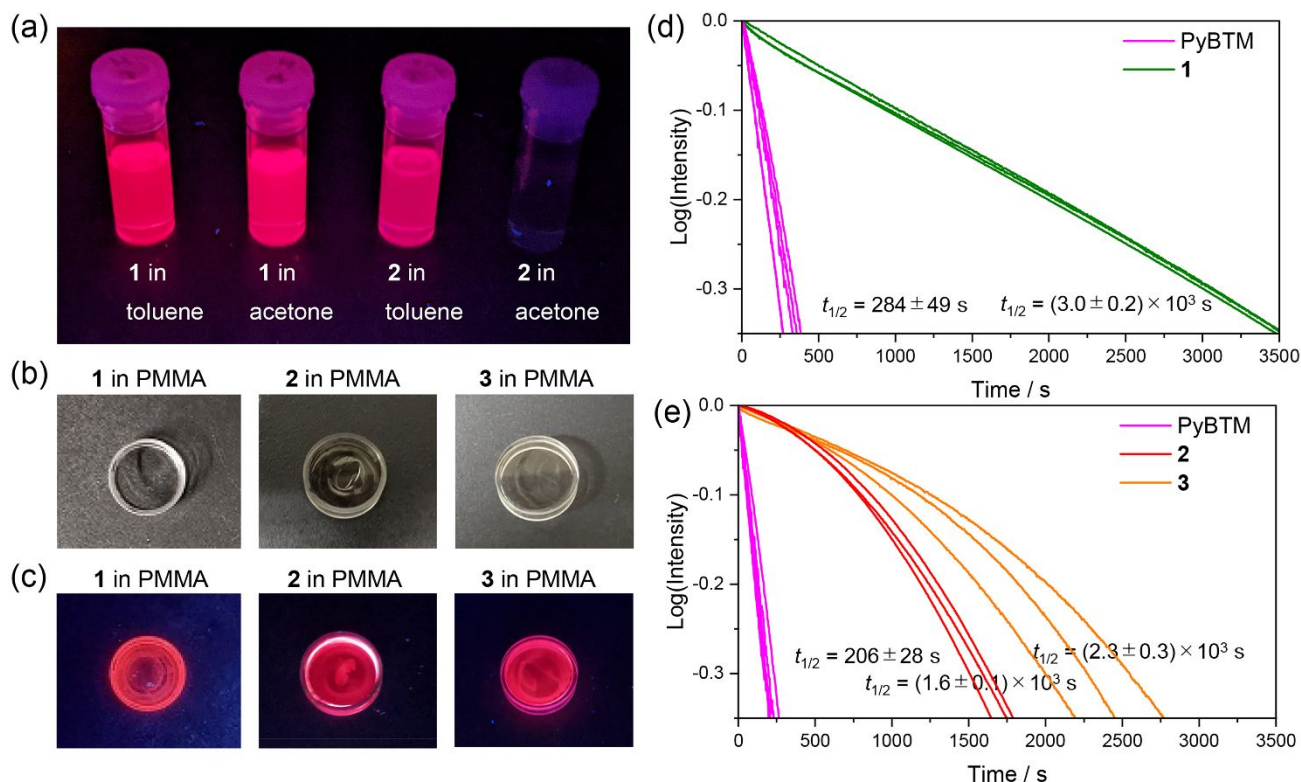 (a)
1 in
toluene
1 in
acetone
2 in
toluene
2 in
acetone
(b)
1 in PMMA
2 in PMMA
3 in PMMA
(c)
1 in PMMA
2 in PMMA
3 in PMMA
(d)
0.0
-0.1
-0.2
-0.3
Log(Intensity)
PyBTM
1
t1/2 = 284 ± 49 s
t1/2 = (3.0 ± 0.2) × 10³ s
0
500
1000
1500
2000
2500
3000
3500
Time / s
(e)
0.0
-0.1
-0.2
-0.3
Log(Intensity)
PyBTM
2
3
t1/2 = 206 ± 28 s
t1/2 = (2.3 ± 0.3) × 10³ s
t1/2 = (1.6 ± 0.1) × 10³ s
0
500
1000
1500
2000
2500
3000
3500
Time / s